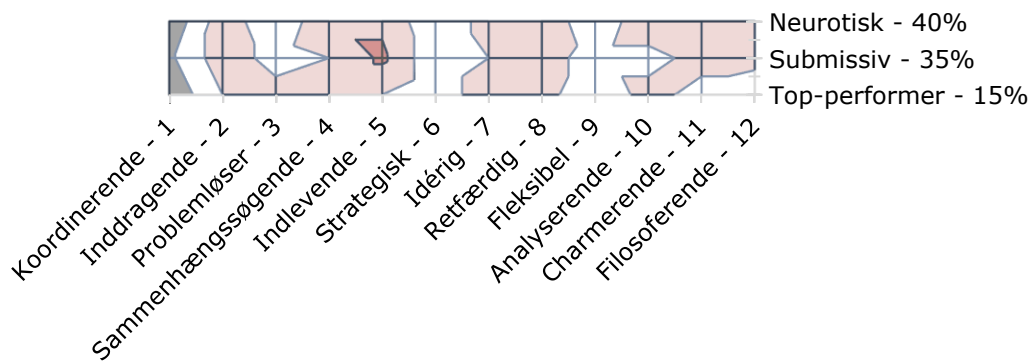 Neurotisk - 40%
Submissiv - 35%
Top-performer - 15%
Koordinerende - 1
Inddragende - 2
Problemløser - 3
Sammenhængssøgende - 4
Indlevende - 5
Strategisk - 6
Idérig - 7
Retfærdig - 8
Fleksibel - 9
Analyserende - 10
Charmerende - 11
Filosoferende - 12